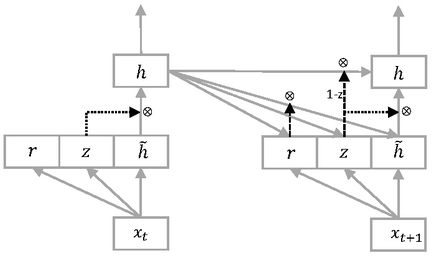 h h
1-z
r z h̃ r z h̃
x_t x_{t+1}